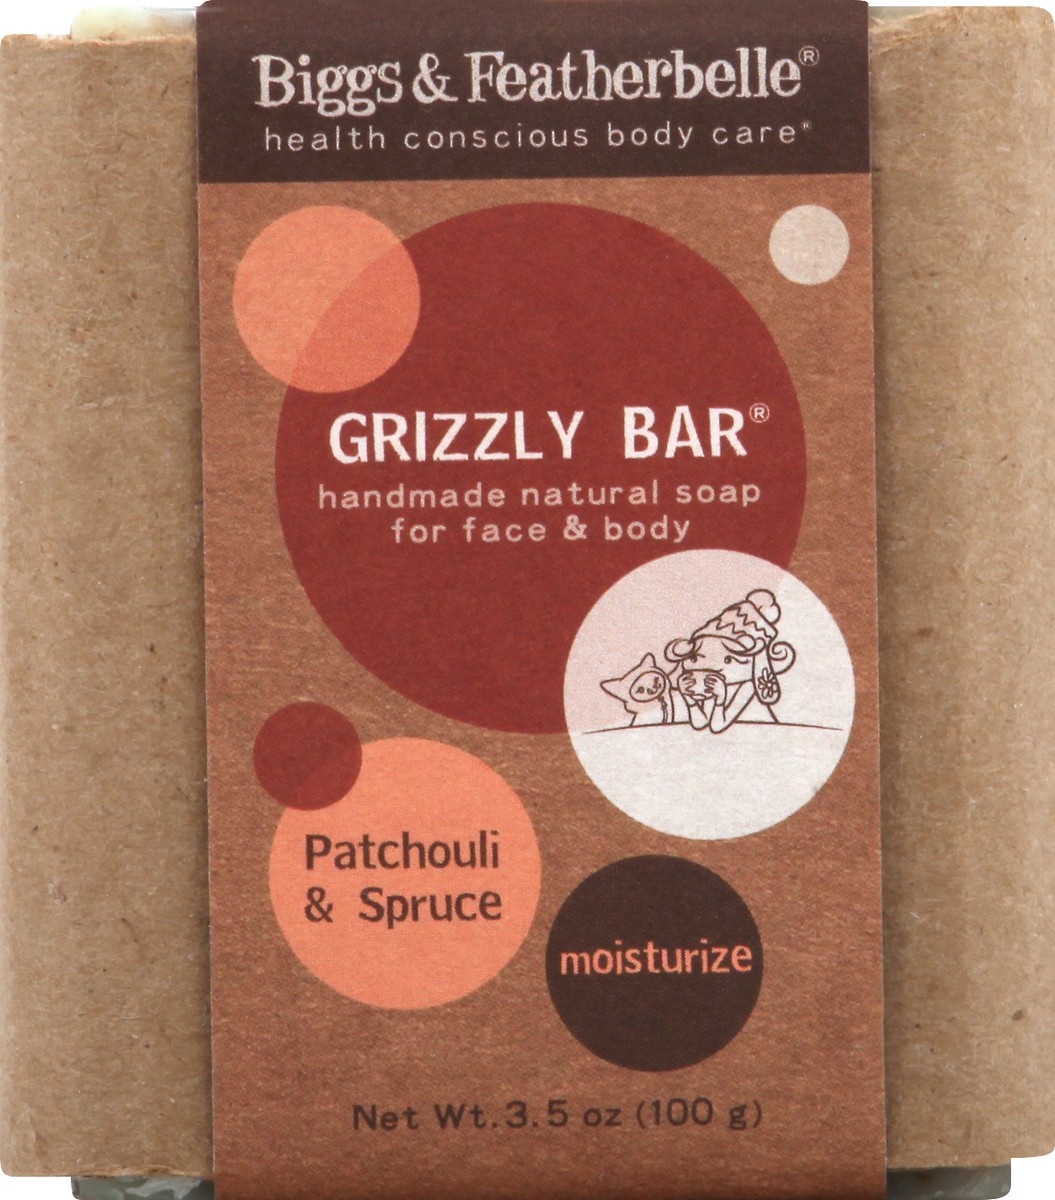 Biggs & Featherbelle®
health conscious body care®
GRIZZLY BAR®
handmade natural soap
for face & body
Patchouli
& Spruce
moisturize
Net Wt. 3.5 oz (100 g)